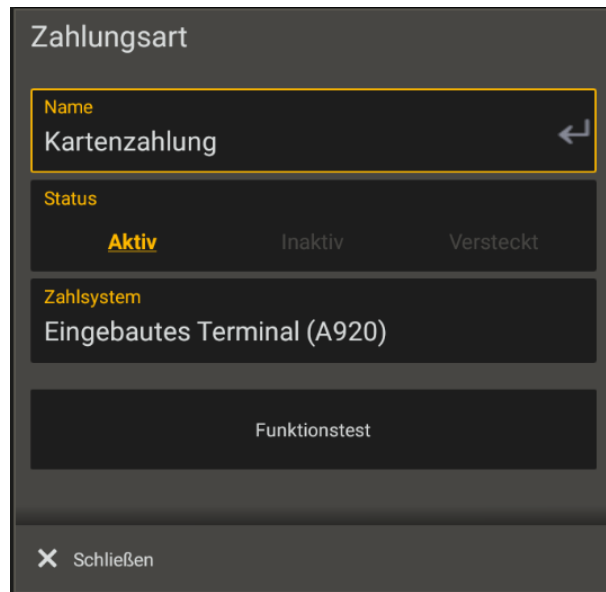 Zahlungsart
Name
Kartenzahlung
Status
Aktiv Inaktiv Versteckt
Zahlsystem
Eingebautes Terminal (A920)
Funktionstest
Schließen